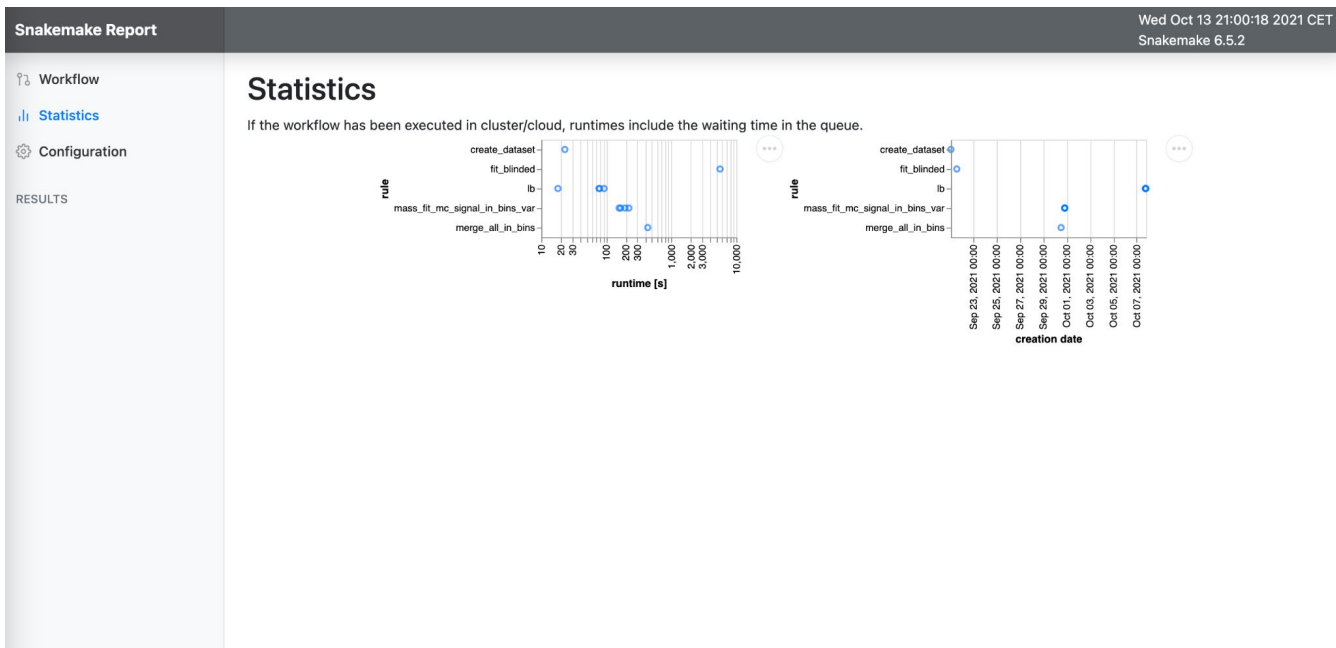 Snakemake Report
Wed Oct 13 21:00:18 2021 CET
Snakemake 6.5.2
Workflow
Statistics
Configuration
RESULTS
Statistics
If the workflow has been executed in cluster/cloud, runtimes include the waiting time in the queue.
rule
create_dataset
fit_blinded
lb
mass_fit_mc_signal_in_bins_var
merge_all_in_bins
10
20
30
100
200
300
1,000
2,000
3,000
10,000
runtime [s]
rule
create_dataset
fit_blinded
lb
mass_fit_mc_signal_in_bins_var
merge_all_in_bins
Sep 23, 2021 00:00
Sep 25, 2021 00:00
Sep 27, 2021 00:00
Sep 29, 2021 00:00
Oct 01, 2021 00:00
Oct 03, 2021 00:00
Oct 05, 2021 00:00
Oct 07, 2021 00:00
creation date